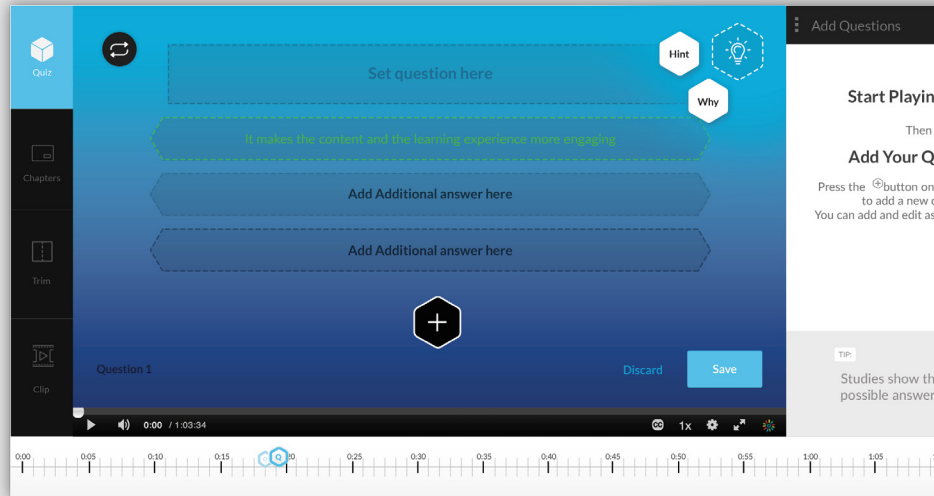 Quiz
Chapters
Trim
Clip
Set question here
Hint
Why
It makes the content and the learning experience more engaging
Add Additional answer here
Add Additional answer here
Question 1
Discard
Save
0:00 / 1:03:34
CC
1x
Add Questions
Start Playin
Then
Add Your Q
Press the button on
to add a new
You can add and edit as
TIP:
Studies show th
possible answer
0:00 0:05 0:10 0:15 Q 0:25 0:30 0:35 0:40 0:45 0:50 0:55 1:00 1:05